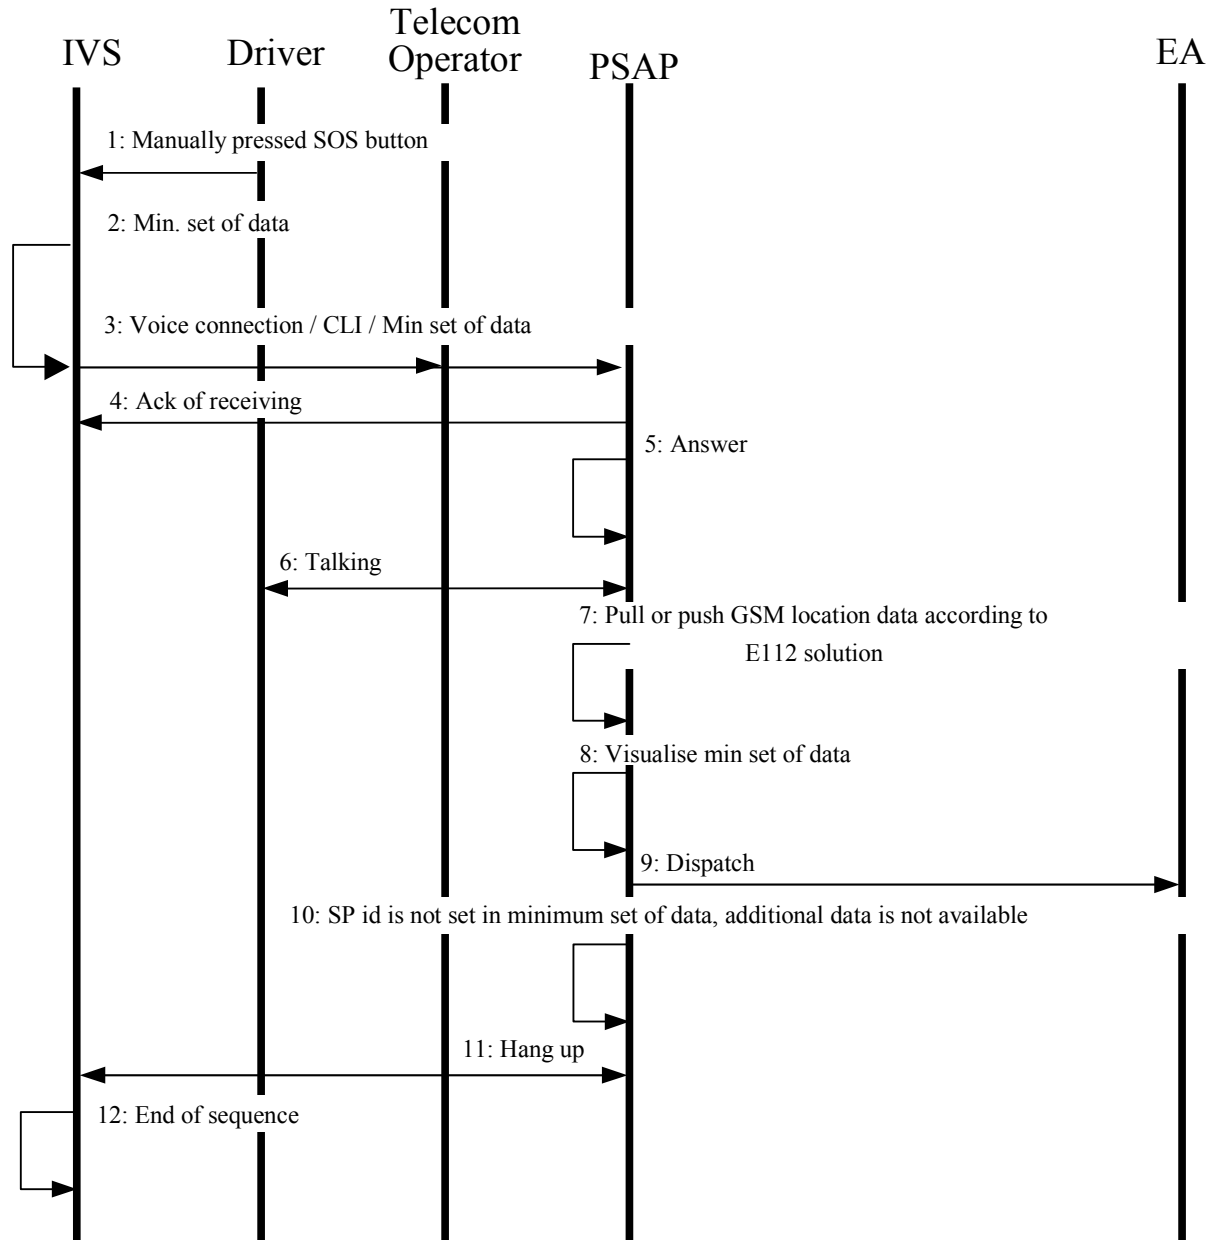 IVS
Driver
Telecom
Operator
PSAP
EA
1: Manually pressed SOS button
2: Min. set of data
3: Voice connection / CLI / Min set of data
4: Ack of receiving
5: Answer
6: Talking
7: Pull or push GSM location data according to
E112 solution
8: Visualise min set of data
9: Dispatch
10: SP id is not set in minimum set of data, additional data is not available
11: Hang up
12: End of sequence